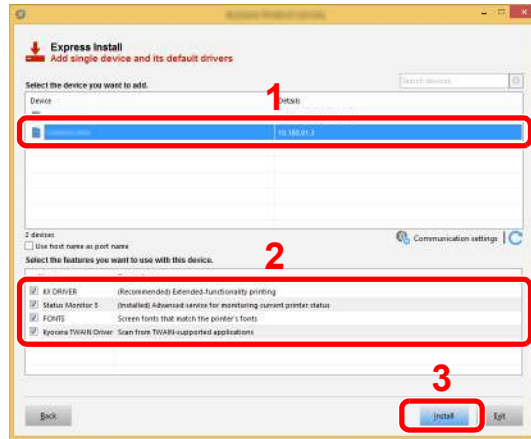 Express Install
Add single device and its default drivers
Select the device you want to add.
Search devices
1
Device Details
10.180.81.3
2 devices
Communication settings
Use host name as port name
Select the features you want to use with this device.
2
KX DRIVER (Recommended) Extended-functionality printing
Status Monitor 5 (Installed) Advanced service for monitoring current printer status
FONTS Screen fonts that match the printer's fonts
Kyocera TWAIN Driver Scan from TWAIN-supported applications
3
Back Install Exit